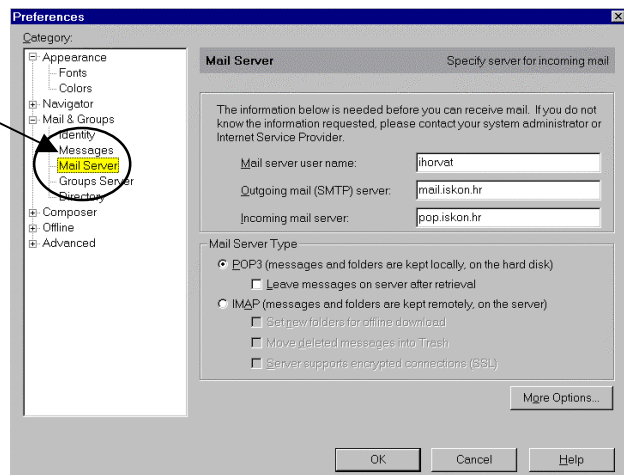 Preferences
Category:
Appearance
Fonts
Colors
Navigator
Mail & Groups
Identity
Messages
Mail Server
Groups Server
Directory
Composer
Offline
Advanced
Mail Server
Specify server for incoming mail
The information below is needed before you can receive mail. If you do not
know the information requested, please contact your system administrator or
Internet Service Provider.
Mail server user name:
ihorvat
Outgoing mail (SMTP) server:
mail.iskon.hr
Incoming mail server:
pop.iskon.hr
Mail Server Type
POP3 (messages and folders are kept locally, on the hard disk)
Leave messages on server after retrieval
IMAP (messages and folders are kept remotely, on the server)
Set new folders for offline download
Move deleted messages into Trash
Server supports encrypted connections (SSL)
More Options...
OK
Cancel
Help